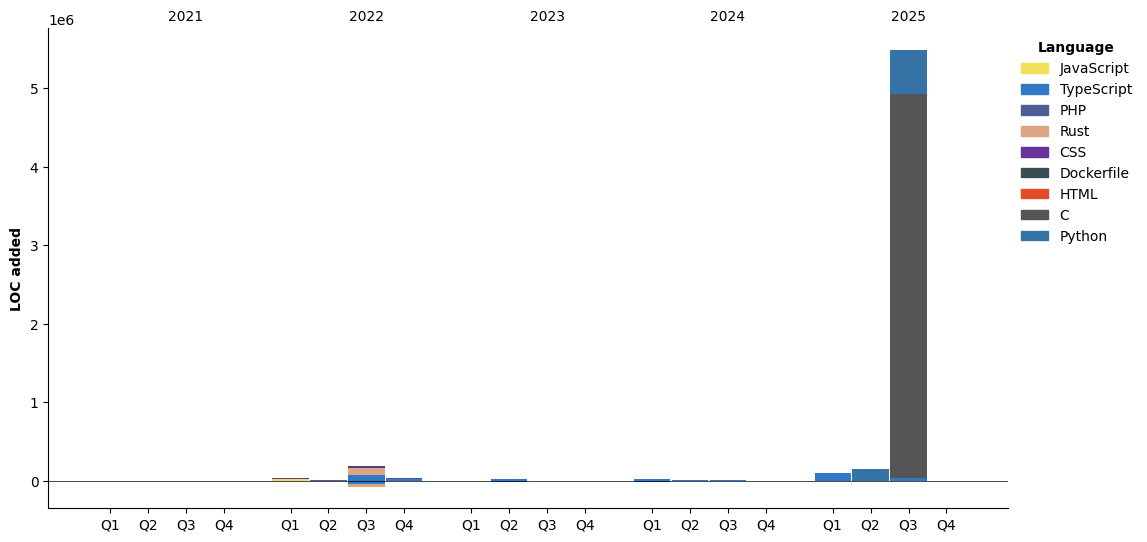 2021 2022 2023 2024 2025
1e6
Language
JavaScript
TypeScript
PHP
Rust
CSS
Dockerfile
HTML
C
Python
LOC added
5
4
3
2
1
0
Q1 Q2 Q3 Q4 Q1 Q2 Q3 Q4 Q1 Q2 Q3 Q4 Q1 Q2 Q3 Q4 Q1 Q2 Q3 Q4